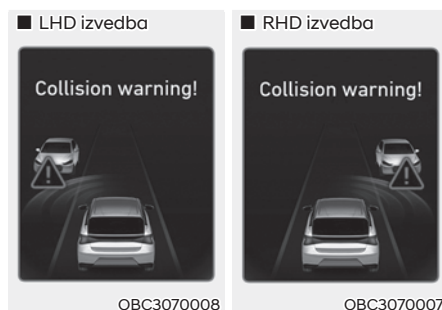 ■ LHD izvedba
Collision warning!
OBC3070008
■ RHD izvedba
Collision warning!
OBC3070007